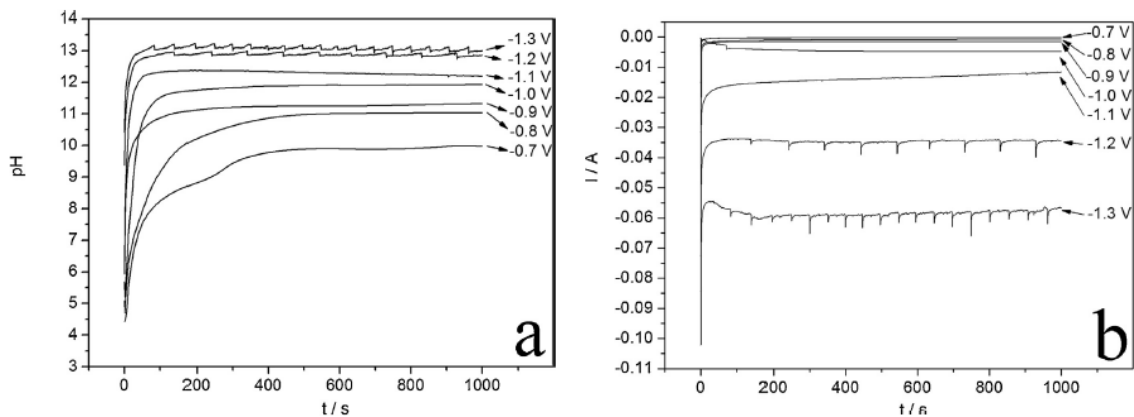 14
13
12
11
10
9
8
7
6
5
4
3
pH
0
200
400
600
800
1000
t / s
-1.3 V
-1.2 V
-1.1 V
-1.0 V
-0.9 V
-0.8 V
-0.7 V
a
0.00
-0.01
-0.02
-0.03
-0.04
-0.05
-0.06
-0.07
-0.08
-0.09
-0.10
-0.11
I / A
0
200
400
600
800
1000
t / s
-0.7 V
-0.8 V
-0.9 V
-1.0 V
-1.1 V
-1.2 V
-1.3 V
b